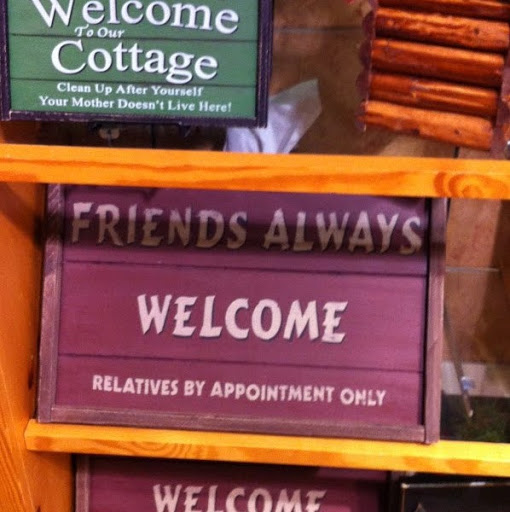 Welcome
To Our
Cottage
Clean Up After Yourself
Your Mother Doesn't Live Here!
FRIENDS ALWAYS
WELCOME
RELATIVES BY APPOINTMENT ONLY
WELCOME